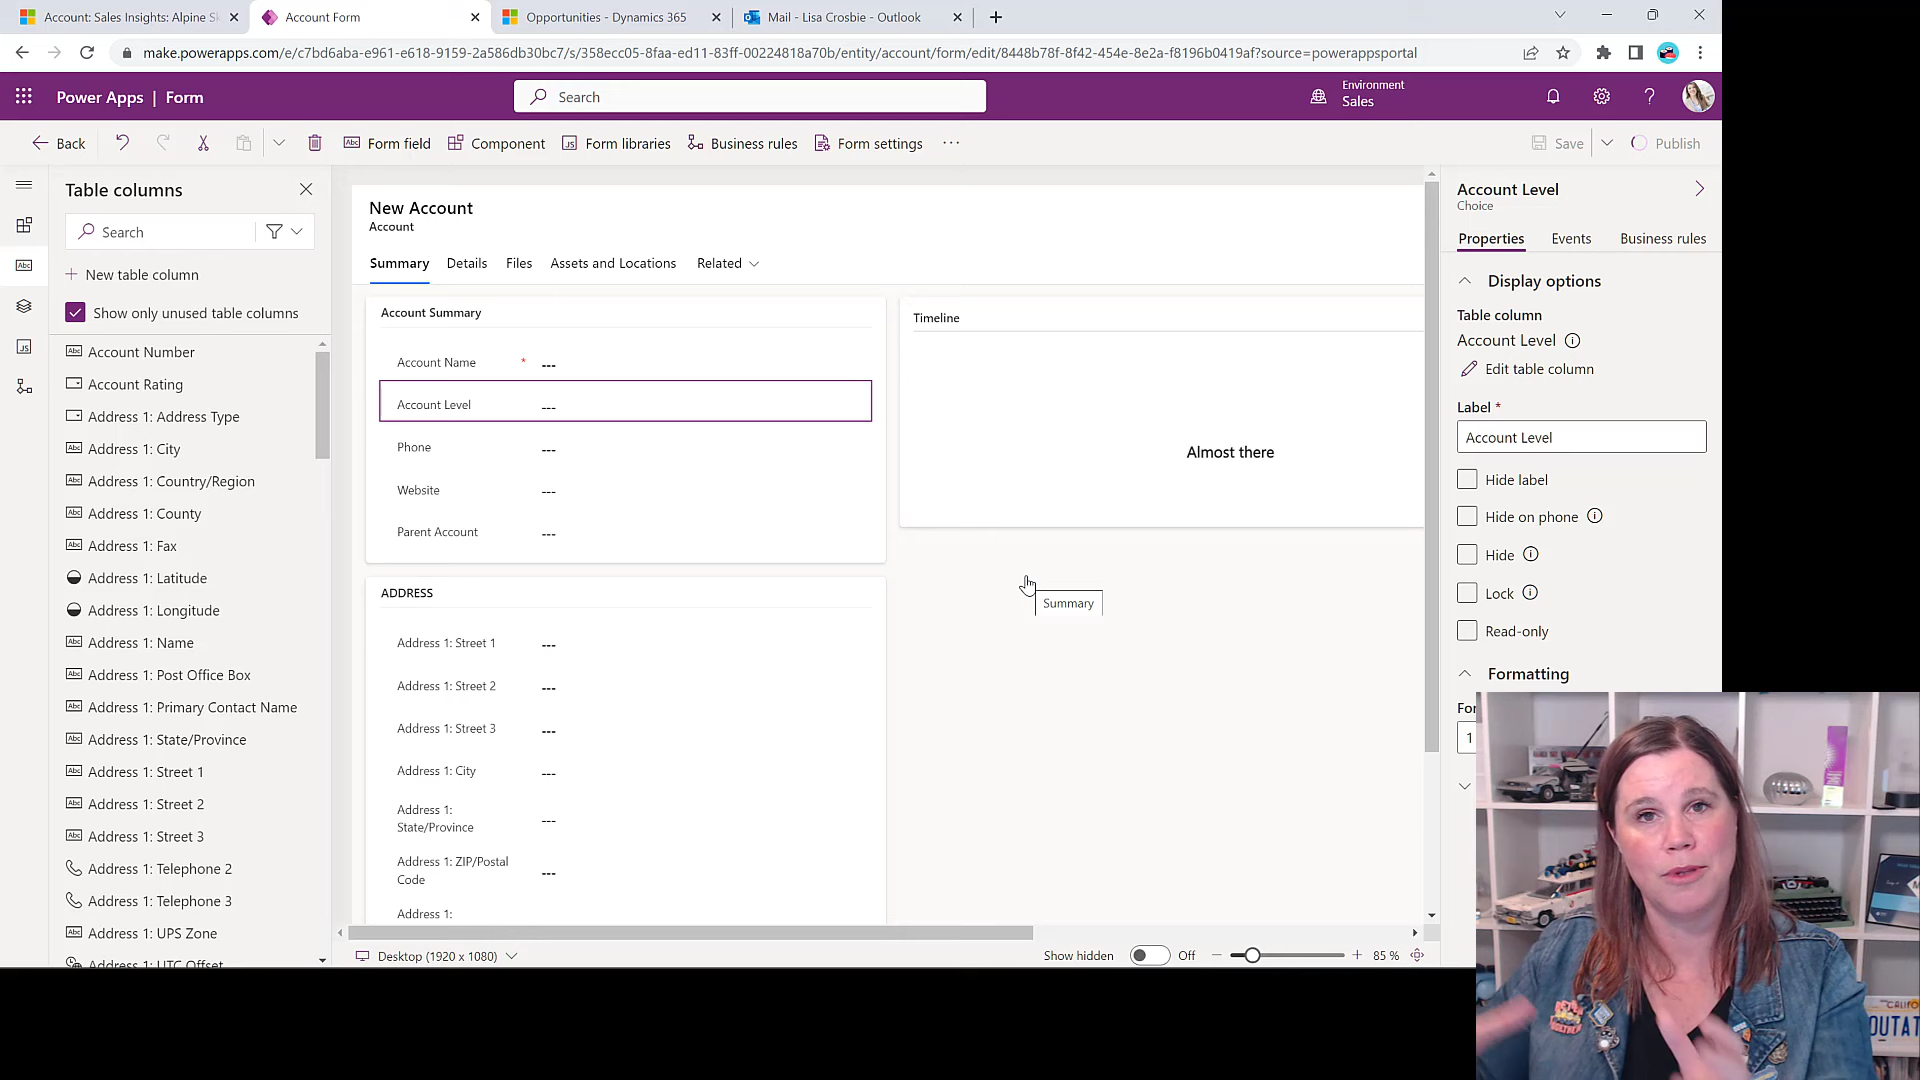 Account: Sales Insights: Alpine Sk
Account Form
Opportunities - Dynamics 365
Mail - Lisa Crosbie - Outlook
make.powerapps.com/e/c7bd6aba-e961-e618-9159-2a586db30bc7/s/358ecc05-8faa-ed11-83ff-00224818a70b/entity/account/form/edit/8448b78f-8f42-454e-8e2a-f8196b0419af?source=powerappsportal
Power Apps | Form
Search
Environment
Sales
Back
Form field
Component
Form libraries
Business rules
Form settings
Save
Publish
Table columns
Search
New table column
Show only unused table columns
Account Number
Account Rating
Address 1: Address Type
Address 1: City
Address 1: Country/Region
Address 1: County
Address 1: Fax
Address 1: Latitude
Address 1: Longitude
Address 1: Name
Address 1: Post Office Box
Address 1: Primary Contact Name
Address 1: State/Province
Address 1: Street 1
Address 1: Street 2
Address 1: Street 3
Address 1: Telephone 2
Address 1: Telephone 3
Address 1: UPS Zone
Address 1: UTC Offset
New Account
Account
Summary
Details
Files
Assets and Locations
Related
Account Summary
Account Name * ---
Account Level ---
Phone ---
Website ---
Parent Account ---
ADDRESS
Address 1: Street 1 ---
Address 1: Street 2 ---
Address 1: Street 3 ---
Address 1: City ---
Address 1:
State/Province ---
Address 1: ZIP/Postal
Code ---
Address 1:
Timeline
Almost there
Summary
Desktop (1920 x 1080)
Show hidden
Off
85 %
Account Level
Choice
Properties
Events
Business rules
Display options
Table column
Account Level
Edit table column
Label *
Account Level
Hide label
Hide on phone
Hide
Lock
Read-only
Formatting
For
1
OUTAT